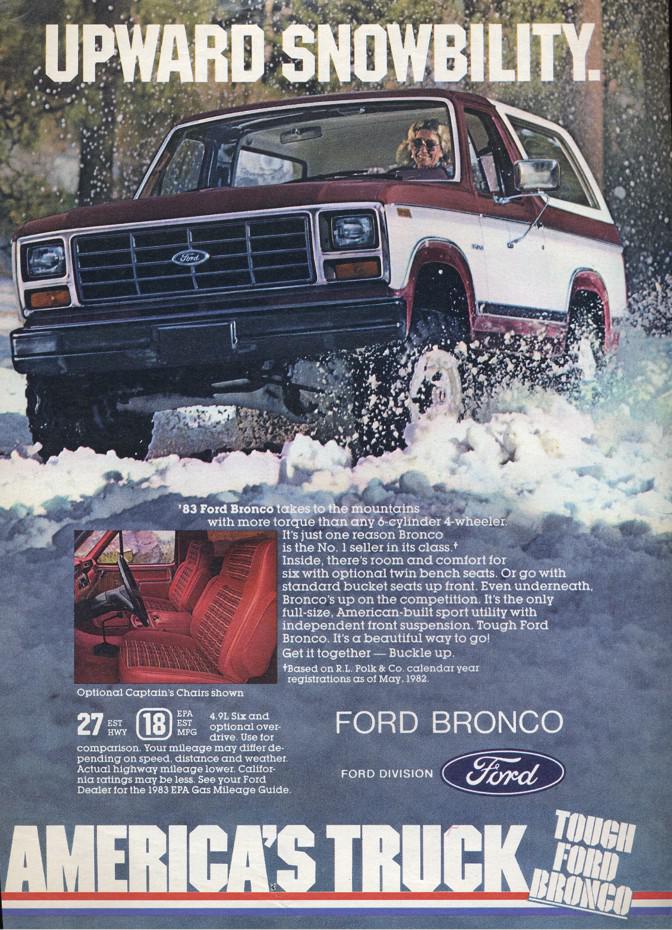 UPWARD SNOWBILITY.
Ford
'83 Ford Bronco takes to the mountains
with more torque than any 6-cylinder 4-wheeler.
It's just one reason Bronco
is the No. 1 seller in its class.†
Inside, there's room and comfort for
six with optional twin bench seats. Or go with
standard bucket seats up front. Even underneath,
Bronco's up on the competition. It's the only
full-size, American-built sport utility with
independent front suspension. Tough Ford
Bronco. It's a beautiful way to go!
Get it together — Buckle up.
†Based on R.L. Polk & Co. calendar year
registrations as of May, 1982.
Optional Captain's Chairs shown
27 EST HWY 18 EPA EST MPG
4.9L Six and
optional over-
drive. Use for
comparison. Your mileage may differ de-
pending on speed, distance and weather.
Actual highway mileage lower. Califor-
nia ratings may be less. See your Ford
Dealer for the 1983 EPA Gas Mileage Guide.
FORD BRONCO
FORD DIVISION Ford
AMERICA'S TRUCK.
TOUGH
FORD
BRONCO